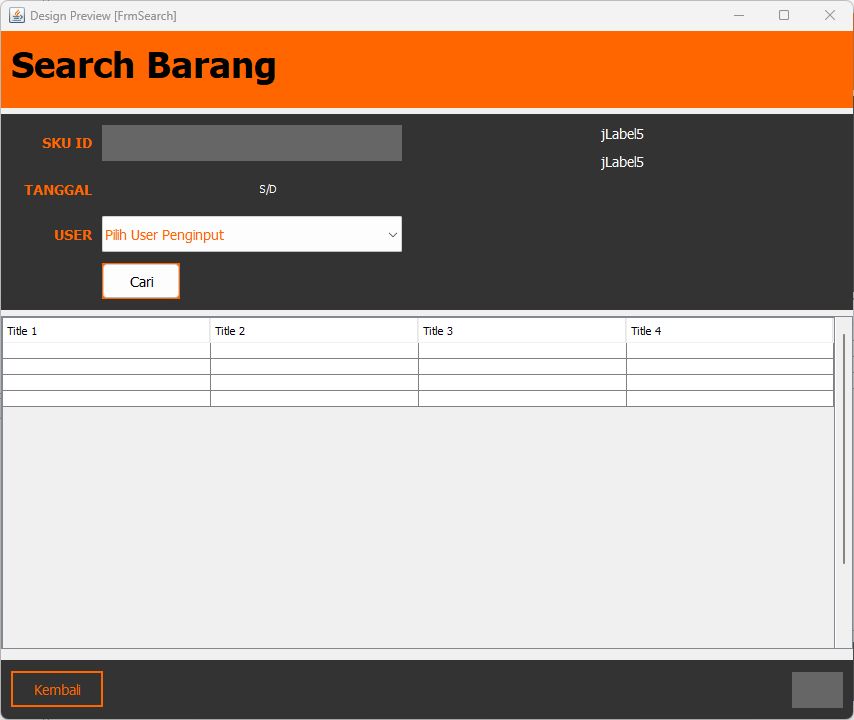 Design Preview [FrmSearch]
Search Barang
SKU ID
jLabel5
jLabel5
TANGGAL
S/D
USER
Pilih User Penginput
Cari
Title 1 Title 2 Title 3 Title 4
Kembali